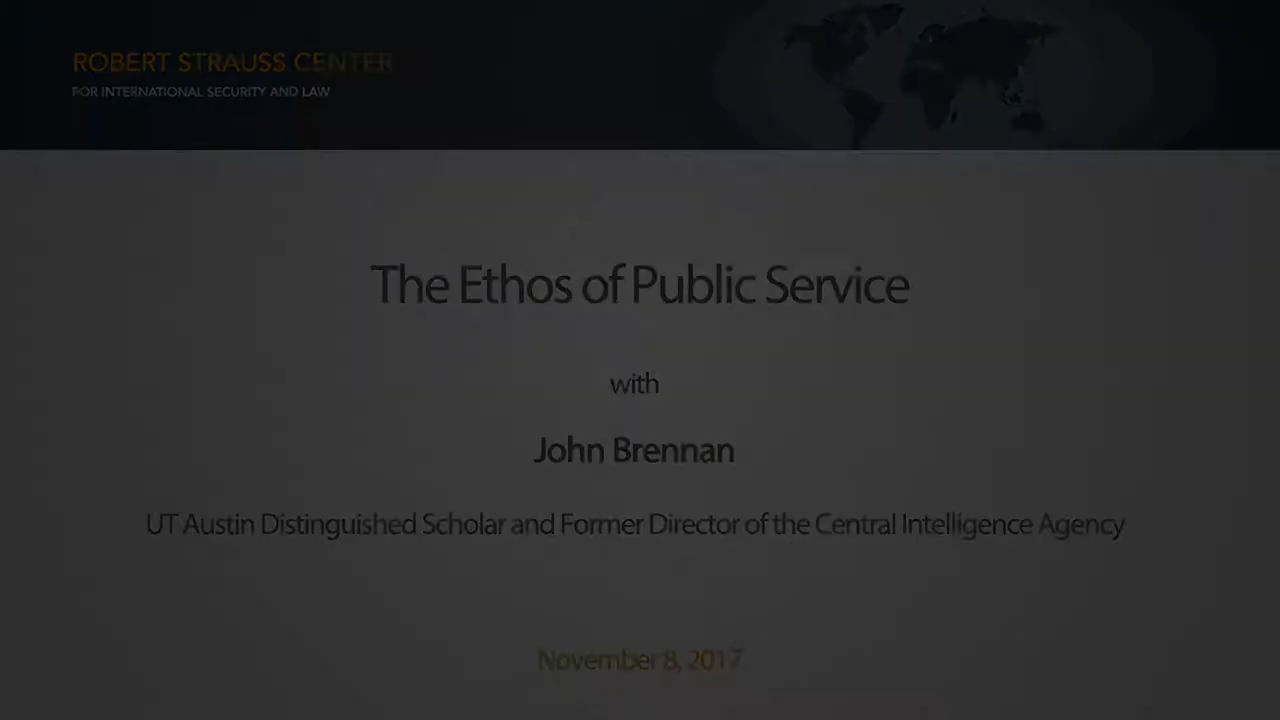 ROBERT STRAUSS CENTER
FOR INTERNATIONAL SECURITY AND LAW
The Ethos of Public Service
with
John Brennan
UT Austin Distinguished Scholar and Former Director of the Central Intelligence Agency
November 8, 2017